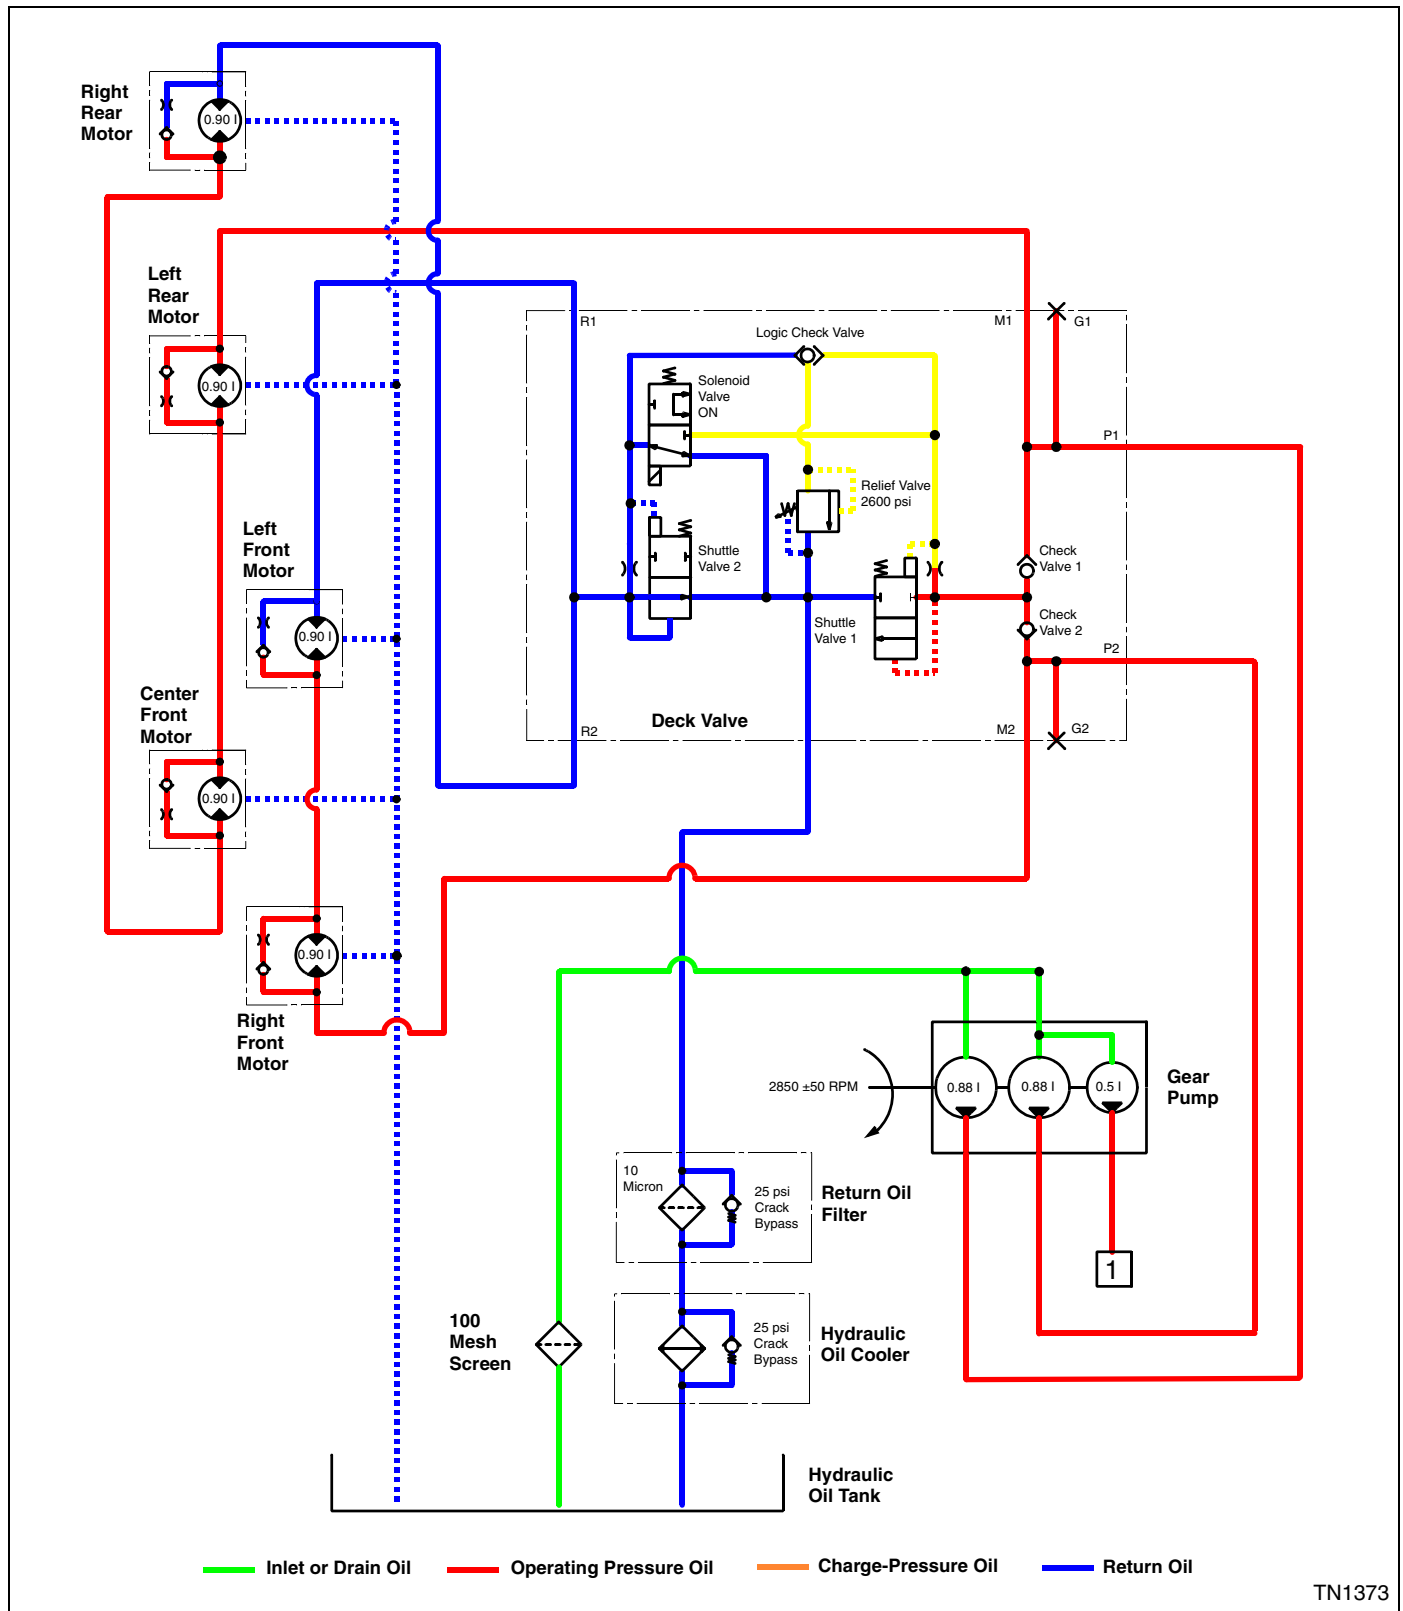 Right
Rear
Motor
0.90 I
Left
Rear
Motor
0.90 I
R1
M1
G1
Logic Check Valve
Solenoid
Valve
ON
P1
Relief Valve
2600 psi
Left
Front
Motor
0.90 I
Shuttle
Valve 2
Check
Valve 1
Shuttle
Valve 1
Check
Valve 2
P2
Center
Front
Motor
0.90 I
Deck Valve
R2
M2
G2
0.90 I
Right
Front
Motor
2850 ±50 RPM
0.88 I
0.88 I
0.5 I
Gear
Pump
10
Micron
25 psi
Crack
Bypass
Return Oil
Filter
1
100
Mesh
Screen
25 psi
Crack
Bypass
Hydraulic
Oil Cooler
Hydraulic
Oil Tank
Inlet or Drain Oil
Operating Pressure Oil
Charge-Pressure Oil
Return Oil
TN1373